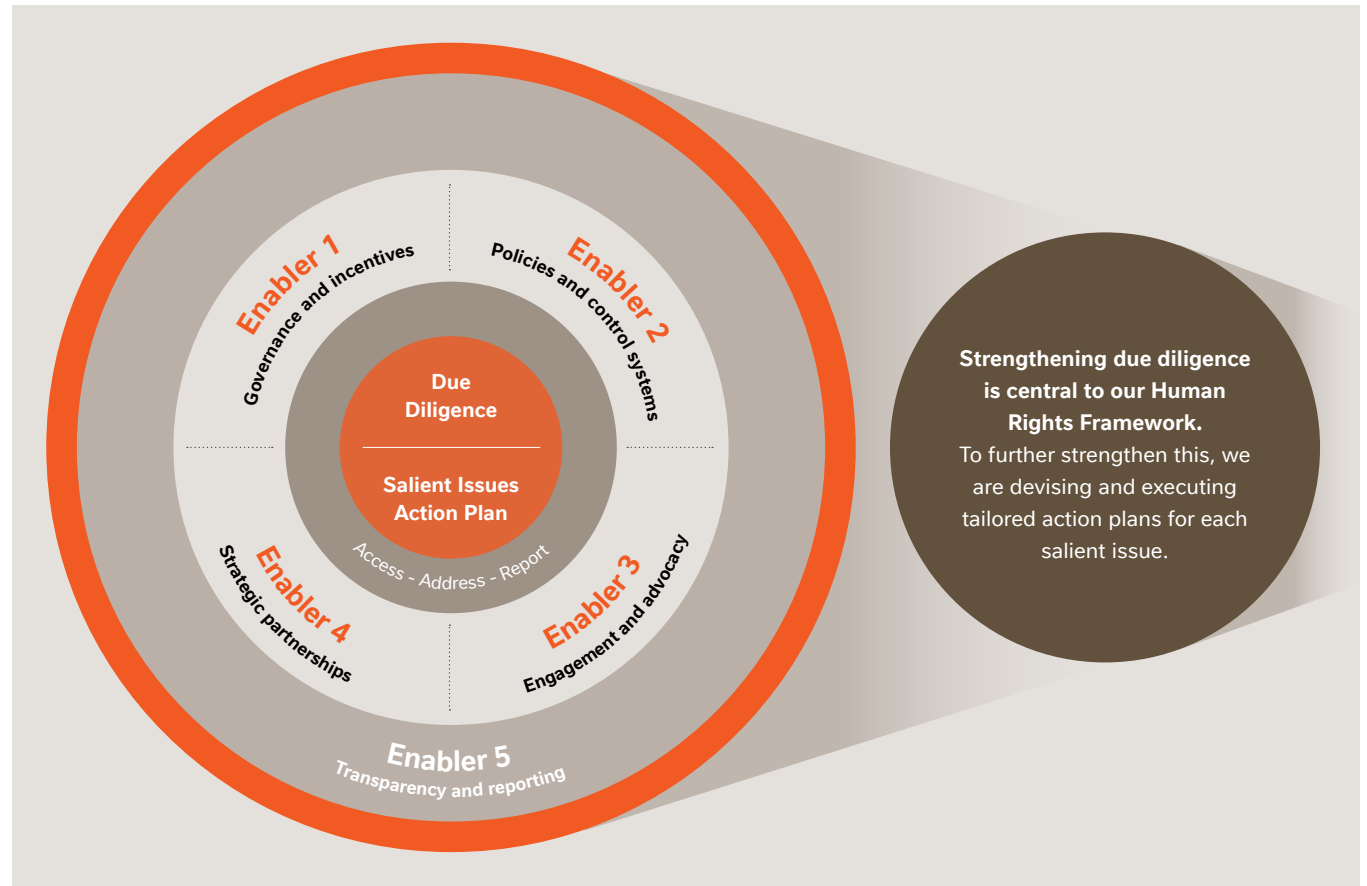 Enabler 1
Governance and incentives
Enabler 2
Policies and control systems
Due
Diligence
Salient Issues
Action Plan
Access - Address - Report
Enabler 4
Strategic partnerships
Enabler 3
Engagement and advocacy
Enabler 5
Transparency and reporting
Strengthening due diligence
is central to our Human
Rights Framework.
To further strengthen this, we
are devising and executing
tailored action plans for each
salient issue.